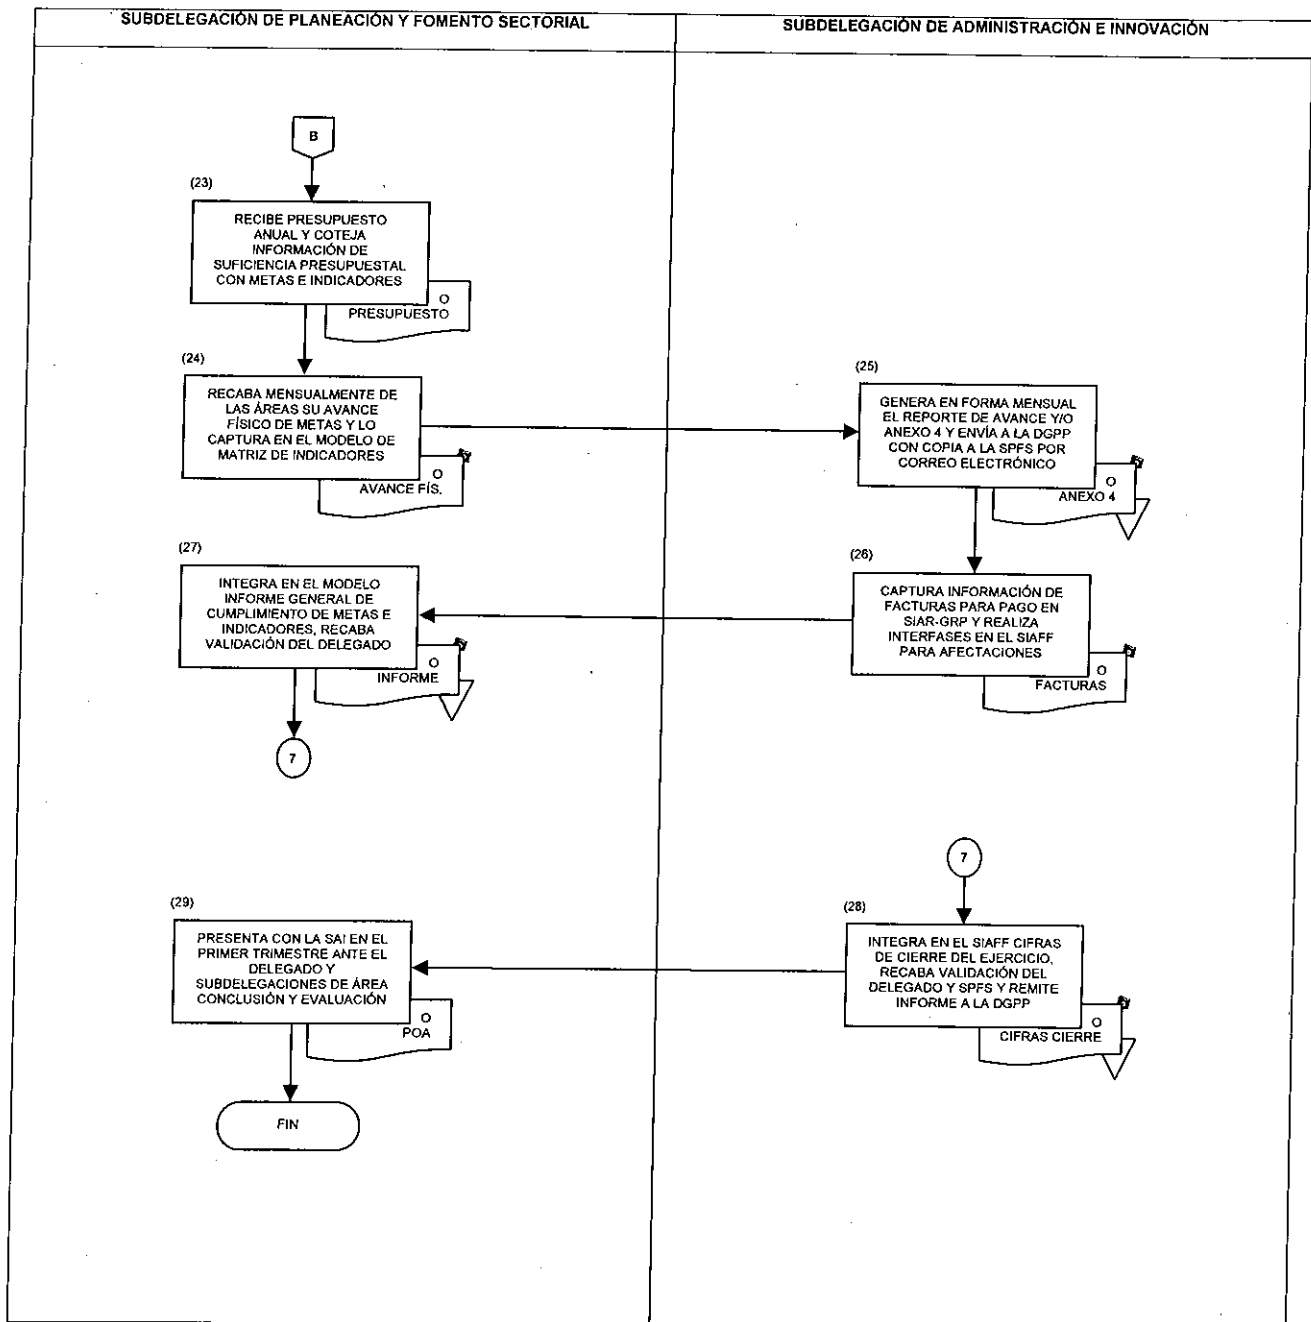 SUBDELEGACIÓN DE PLANEACIÓN Y FOMENTO SECTORIAL
SUBDELEGACIÓN DE ADMINISTRACIÓN E INNOVACIÓN
B
(23)
RECIBE PRESUPUESTO
ANUAL Y COTEJA
INFORMACIÓN DE
SUFICIENCIA PRESUPUESTAL
CON METAS E INDICADORES
O
PRESUPUESTO
(24)
RECABA MENSUALMENTE DE
LAS ÁREAS SU AVANCE
FÍSICO DE METAS Y LO
CAPTURA EN EL MODELO DE
MATRIZ DE INDICADORES
O
AVANCE FÍS.
(25)
GENERA EN FORMA MENSUAL
EL REPORTE DE AVANCE Y/O
ANEXO 4 Y ENVÍA A LA DGPP
CON COPIA A LA SPFS POR
CORREO ELECTRÓNICO
O
ANEXO 4
(26)
CAPTURA INFORMACIÓN DE
FACTURAS PARA PAGO EN
SIAR-GRP Y REALIZA
INTERFASES EN EL SIAFF
PARA AFECTACIONES
O
FACTURAS
(27)
INTEGRA EN EL MODELO
INFORME GENERAL DE
CUMPLIMIENTO DE METAS E
INDICADORES, RECABA
VALIDACIÓN DEL DELEGADO
O
INFORME
7
7
(28)
INTEGRA EN EL SIAFF CIFRAS
DE CIERRE DEL EJERCICIO,
RECABA VALIDACIÓN DEL
DELEGADO Y SPFS Y REMITE
INFORME A LA DGPP
O
CIFRAS CIERRE
(29)
PRESENTA CON LA SAI EN EL
PRIMER TRIMESTRE ANTE EL
DELEGADO Y
SUBDELEGACIONES DE ÁREA
CONCLUSIÓN Y EVALUACIÓN
O
POA
FIN